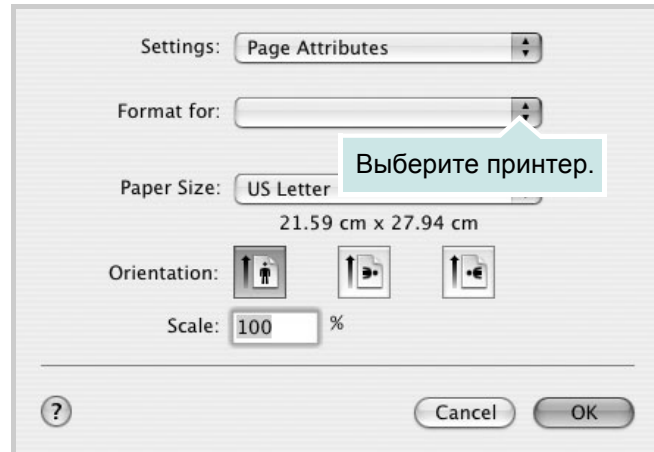 Settings: Page Attributes
Format for:
Выберите принтер.
Paper Size: US Letter
21.59 cm x 27.94 cm
Orientation:
Scale: 100 %
? Cancel OK